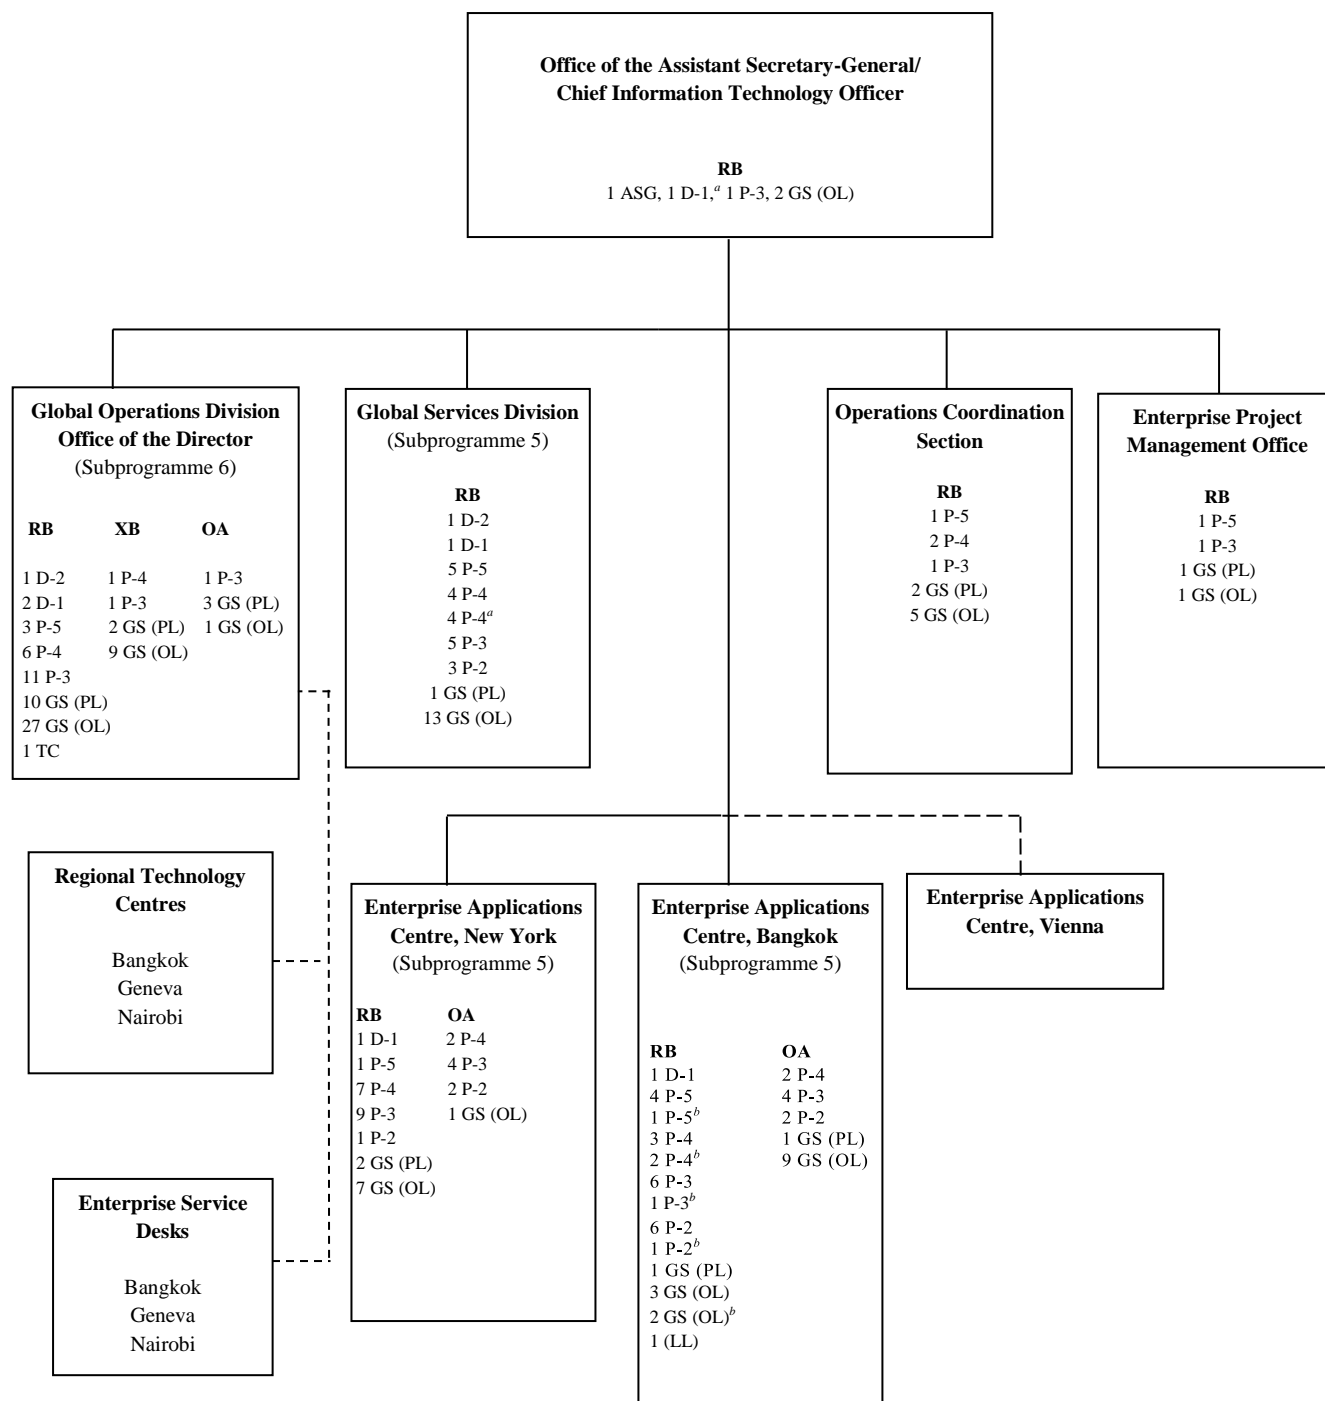 Office of the Assistant Secretary-General/
Chief Information Technology Officer
RB
1 ASG, 1 D-1,ᵃ 1 P-3, 2 GS (OL)
Global Operations Division
Office of the Director
(Subprogramme 6)
RB XB OA
1 D-2 1 P-4 1 P-3
2 D-1 1 P-3 3 GS (PL)
3 P-5 2 GS (PL) 1 GS (OL)
6 P-4 9 GS (OL)
11 P-3
10 GS (PL)
27 GS (OL)
1 TC
Global Services Division
(Subprogramme 5)
RB
1 D-2
1 D-1
5 P-5
4 P-4
4 P-4ᵃ
5 P-3
3 P-2
1 GS (PL)
13 GS (OL)
Operations Coordination
Section
RB
1 P-5
2 P-4
1 P-3
2 GS (PL)
5 GS (OL)
Enterprise Project
Management Office
RB
1 P-5
1 P-3
1 GS (PL)
1 GS (OL)
Regional Technology
Centres
Bangkok
Geneva
Nairobi
Enterprise Service
Desks
Bangkok
Geneva
Nairobi
Enterprise Applications
Centre, New York
(Subprogramme 5)
RB OA
1 D-1 2 P-4
1 P-5 4 P-3
7 P-4 2 P-2
9 P-3 1 GS (OL)
1 P-2
2 GS (PL)
7 GS (OL)
Enterprise Applications
Centre, Bangkok
(Subprogramme 5)
RB OA
1 D-1 2 P-4
4 P-5 4 P-3
1 P-5ᵇ 2 P-2
3 P-4 1 GS (PL)
2 P-4ᵇ 9 GS (OL)
6 P-3
1 P-3ᵇ
6 P-2
1 P-2ᵇ
1 GS (PL)
3 GS (OL)
2 GS (OL)ᵇ
1 (LL)
Enterprise Applications
Centre, Vienna